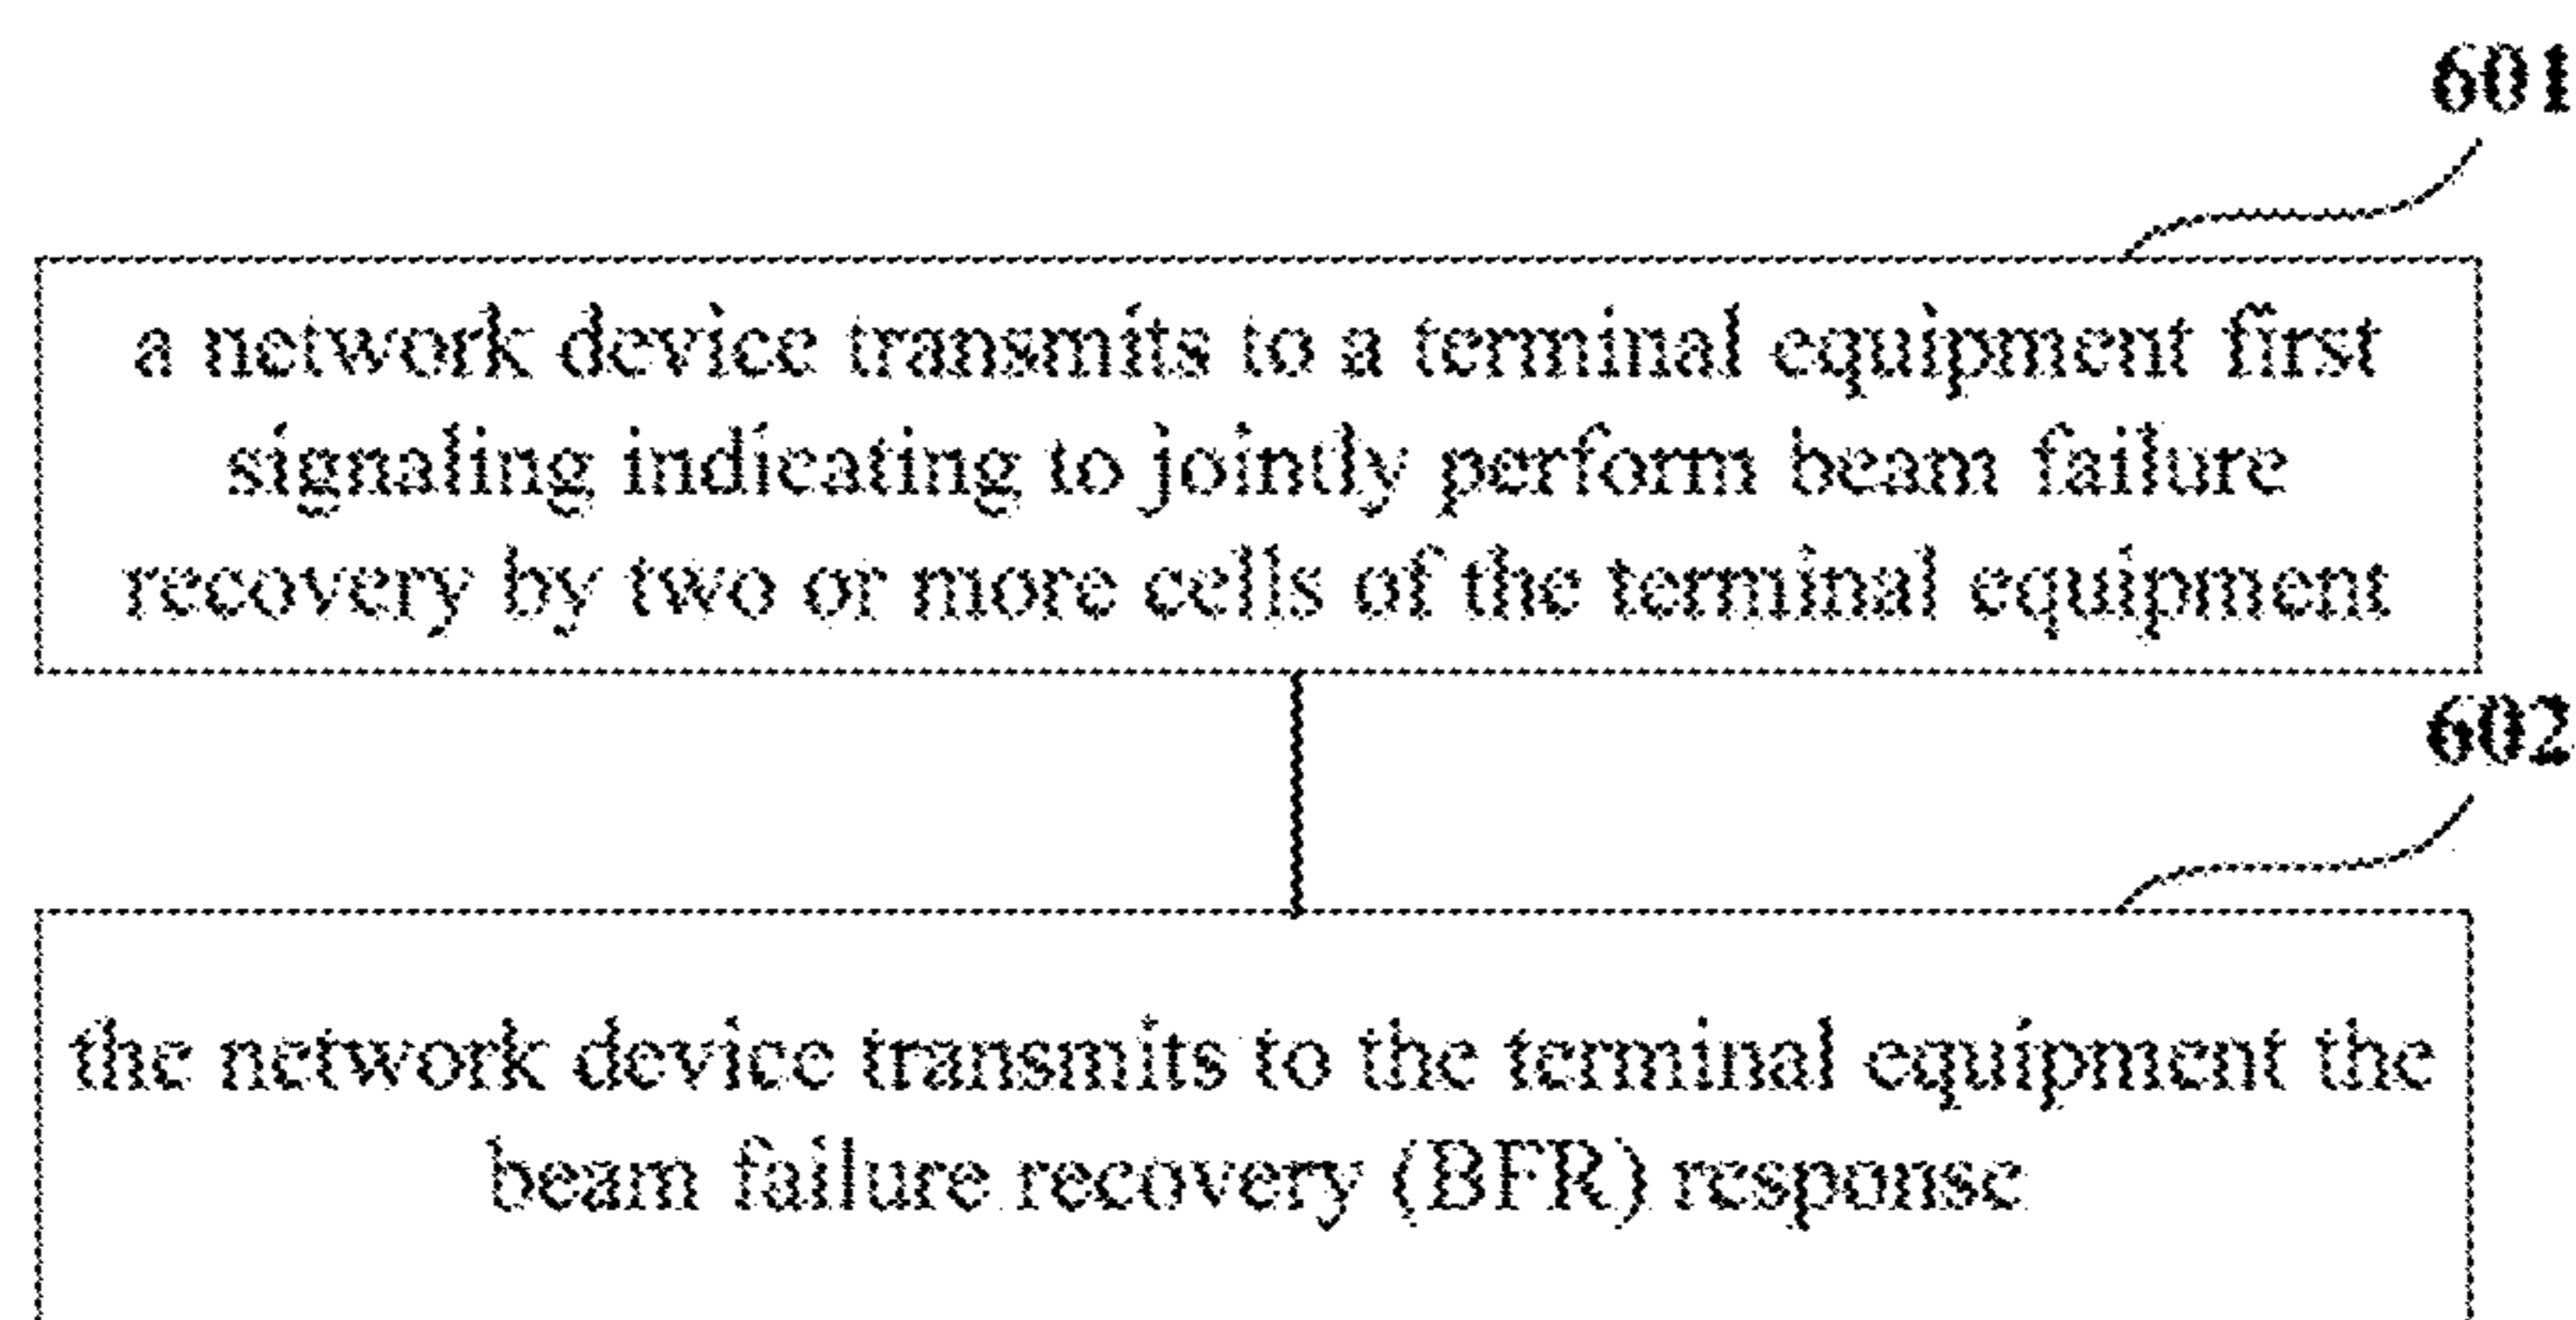 601
a network device transmits to a terminal equipment first
signaling indicating to jointly perform beam failure
recovery by two or more cells of the terminal equipment
602
the network device transmits to the terminal equipment the
beam failure recovery (BFR) response